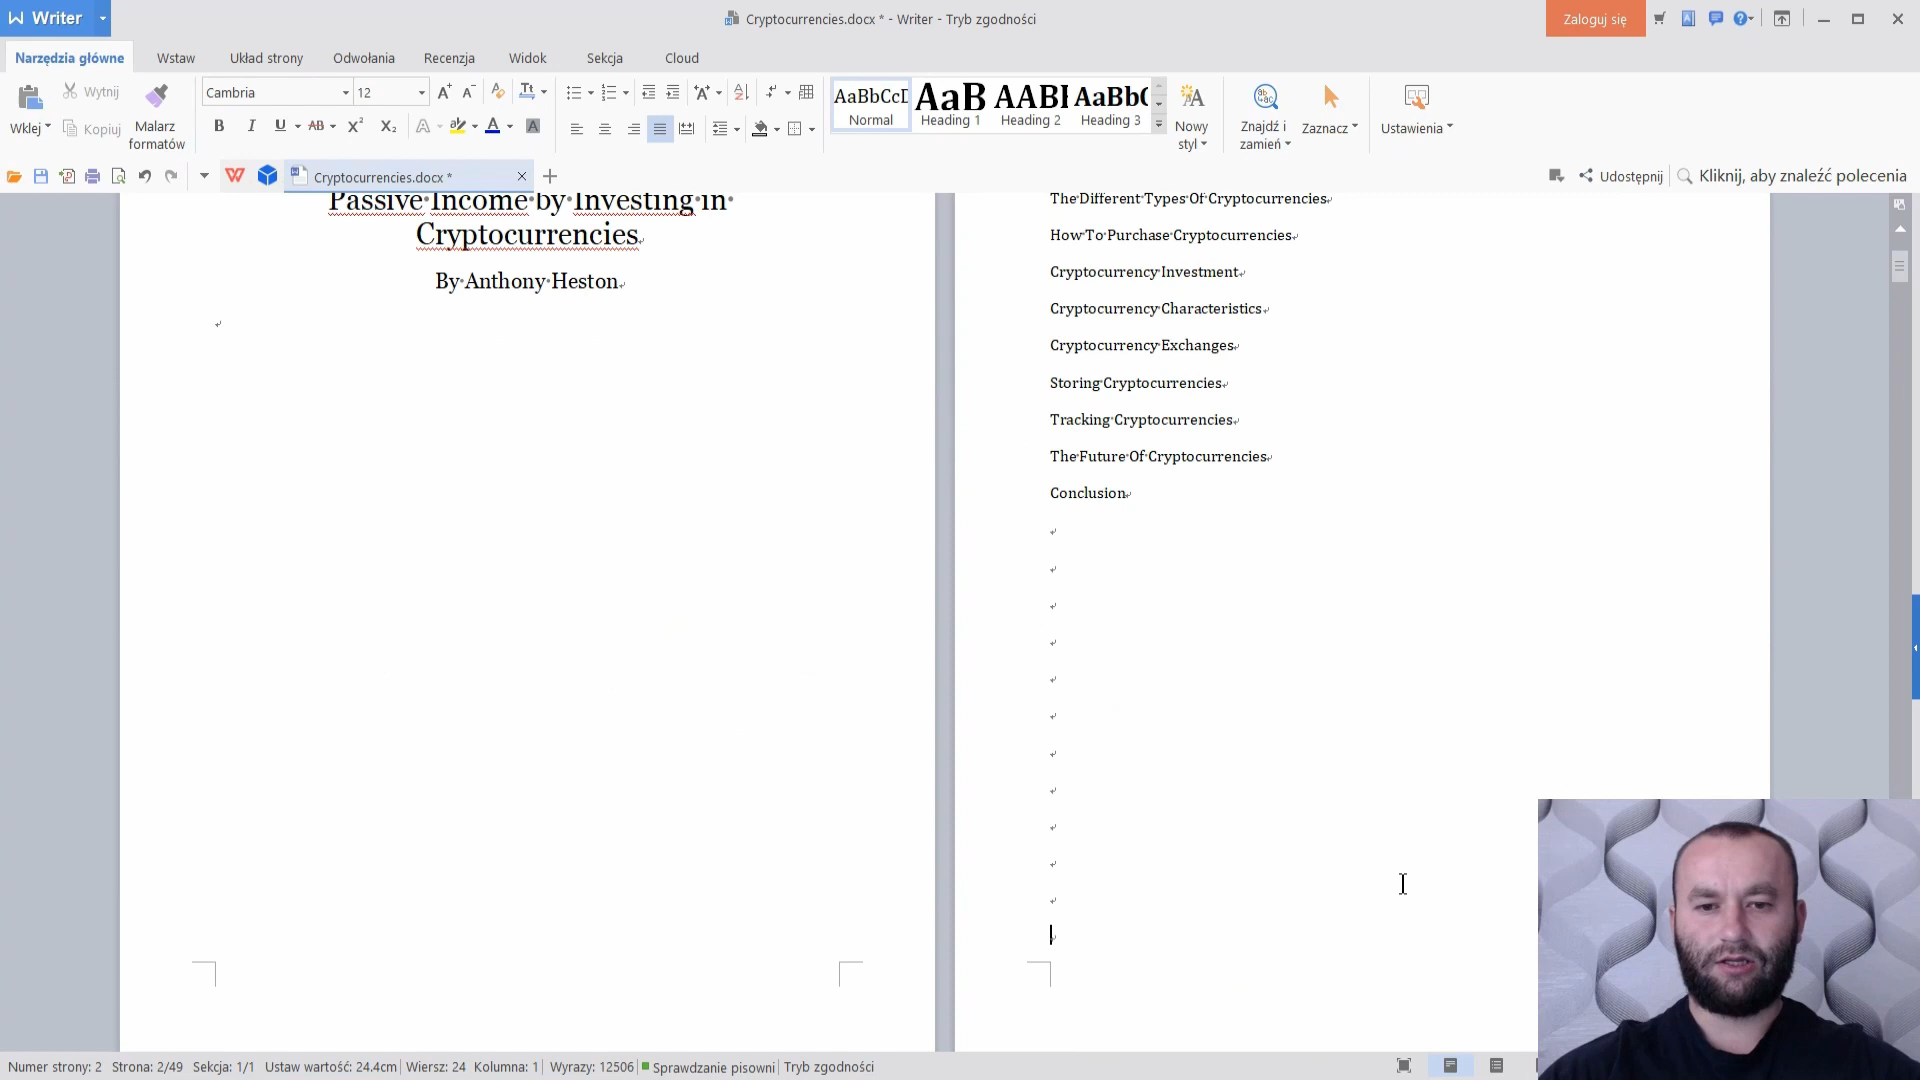 Writer
Cryptocurrencies.docx * - Writer - Tryb zgodności
Zaloguj się
Narzędzia główne
Wstaw
Układ strony
Odwołania
Recenzja
Widok
Sekcja
Cloud
Wklej
Wytnij
Kopiuj
Malarz formatów
Cambria
12
AaBbCcD
Normal
AaB
Heading 1
AABI
Heading 2
AaBb(
Heading 3
Nowy styl
Znajdź i zamień
Zaznacz
Ustawienia
Cryptocurrencies.docx *
Udostępnij
Kliknij, aby znaleźć polecenia
Passive Income by Investing in
Cryptocurrencies
By Anthony Heston
The Different Types Of Cryptocurrencies
How To Purchase Cryptocurrencies
Cryptocurrency Investment
Cryptocurrency Characteristics
Cryptocurrency Exchanges
Storing Cryptocurrencies
Tracking Cryptocurrencies
The Future Of Cryptocurrencies
Conclusion
Numer strony: 2 Strona: 2/49 Sekcja: 1/1 Ustaw wartość: 24.4cm Wiersz: 24 Kolumna: 1 Wyrazy: 12506 Sprawdzanie pisowni Tryb zgodności